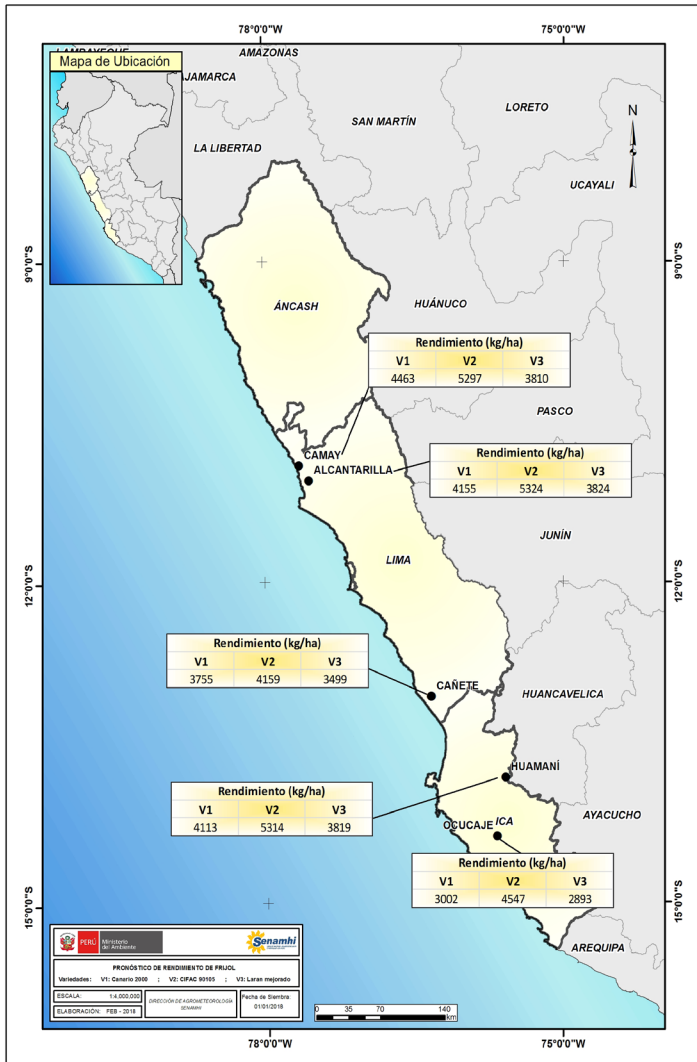 78°0'0"W 75°0'0"W
LAMBAYEQUE
AMAZONAS
Mapa de Ubicación
AJAMARCA
LORETO
SAN MARTÍN
N
LA LIBERTAD
UCAYALI
9°0'0"S 9°0'0"S
ÁNCASH
HUÁNUCO
Rendimiento (kg/ha)
V1 V2 V3
4463 5297 3810
PASCO
CAMAY
ALCANTARILLA
Rendimiento (kg/ha)
V1 V2 V3
4155 5324 3824
JUNÍN
LIMA
12°0'0"S 12°0'0"S
Rendimiento (kg/ha)
V1 V2 V3
3755 4159 3499
CAÑETE
HUANCAVELICA
HUAMANÍ
Rendimiento (kg/ha)
V1 V2 V3
4113 5314 3819
AYACUCHO
OCUCAJE ICA
Rendimiento (kg/ha)
V1 V2 V3
3002 4547 2893
15°0'0"S 15°0'0"S
AREQUIPA
PERÚ Ministerio
del Ambiente
Senamhi
PRONÓSTICO DE RENDIMIENTO DE FRIJOL
Variedades: V1: Canario 2000 ; V2: CIFAC 90105 ; V3: Laran mejorado
ESCALA: 1:4,000,000
ELABORACIÓN: FEB - 2018
DIRECCIÓN DE AGROMETEOROLOGÍA
SENAMHI
Fecha de Siembra:
01/01/2018
0 35 70 140
km
78°0'0"W 75°0'0"W